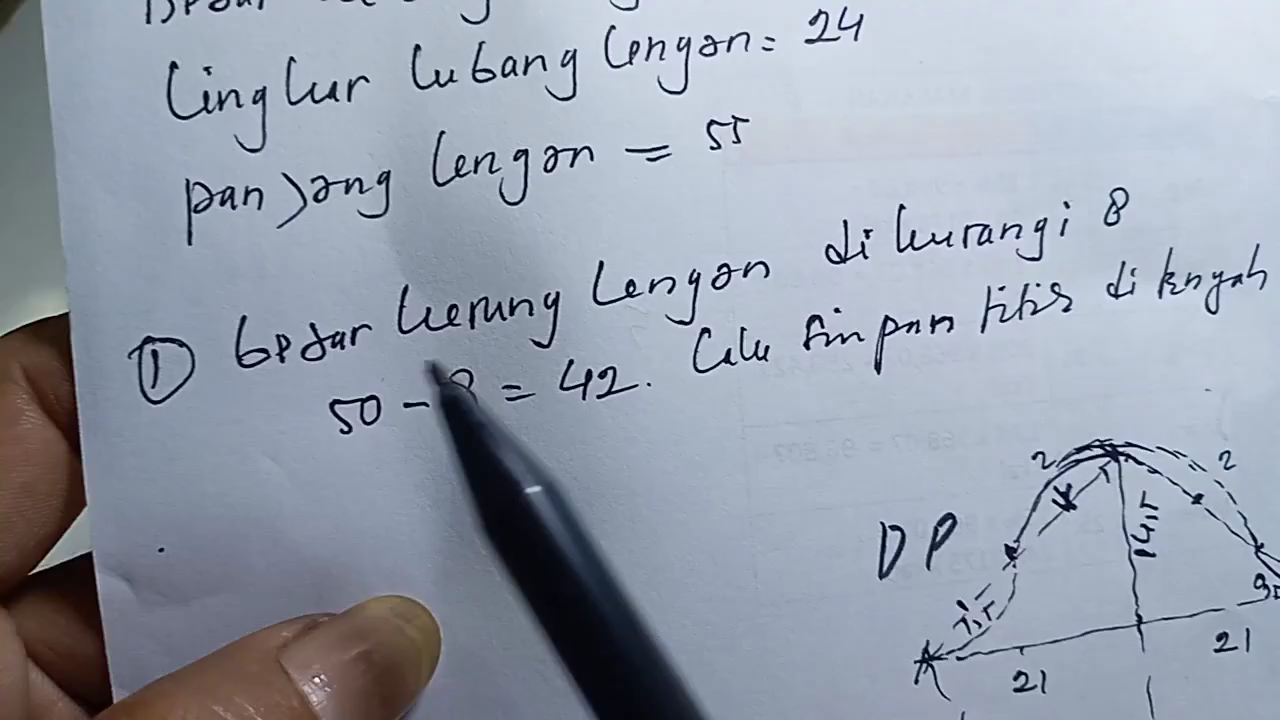 Lingkar lubang lengan = 24
panjang lengan = 55
① besar kerung lengan dikurangi 8
50 - 8 = 42. Lalu simpan titik di tengah
2 2
DP
21 21